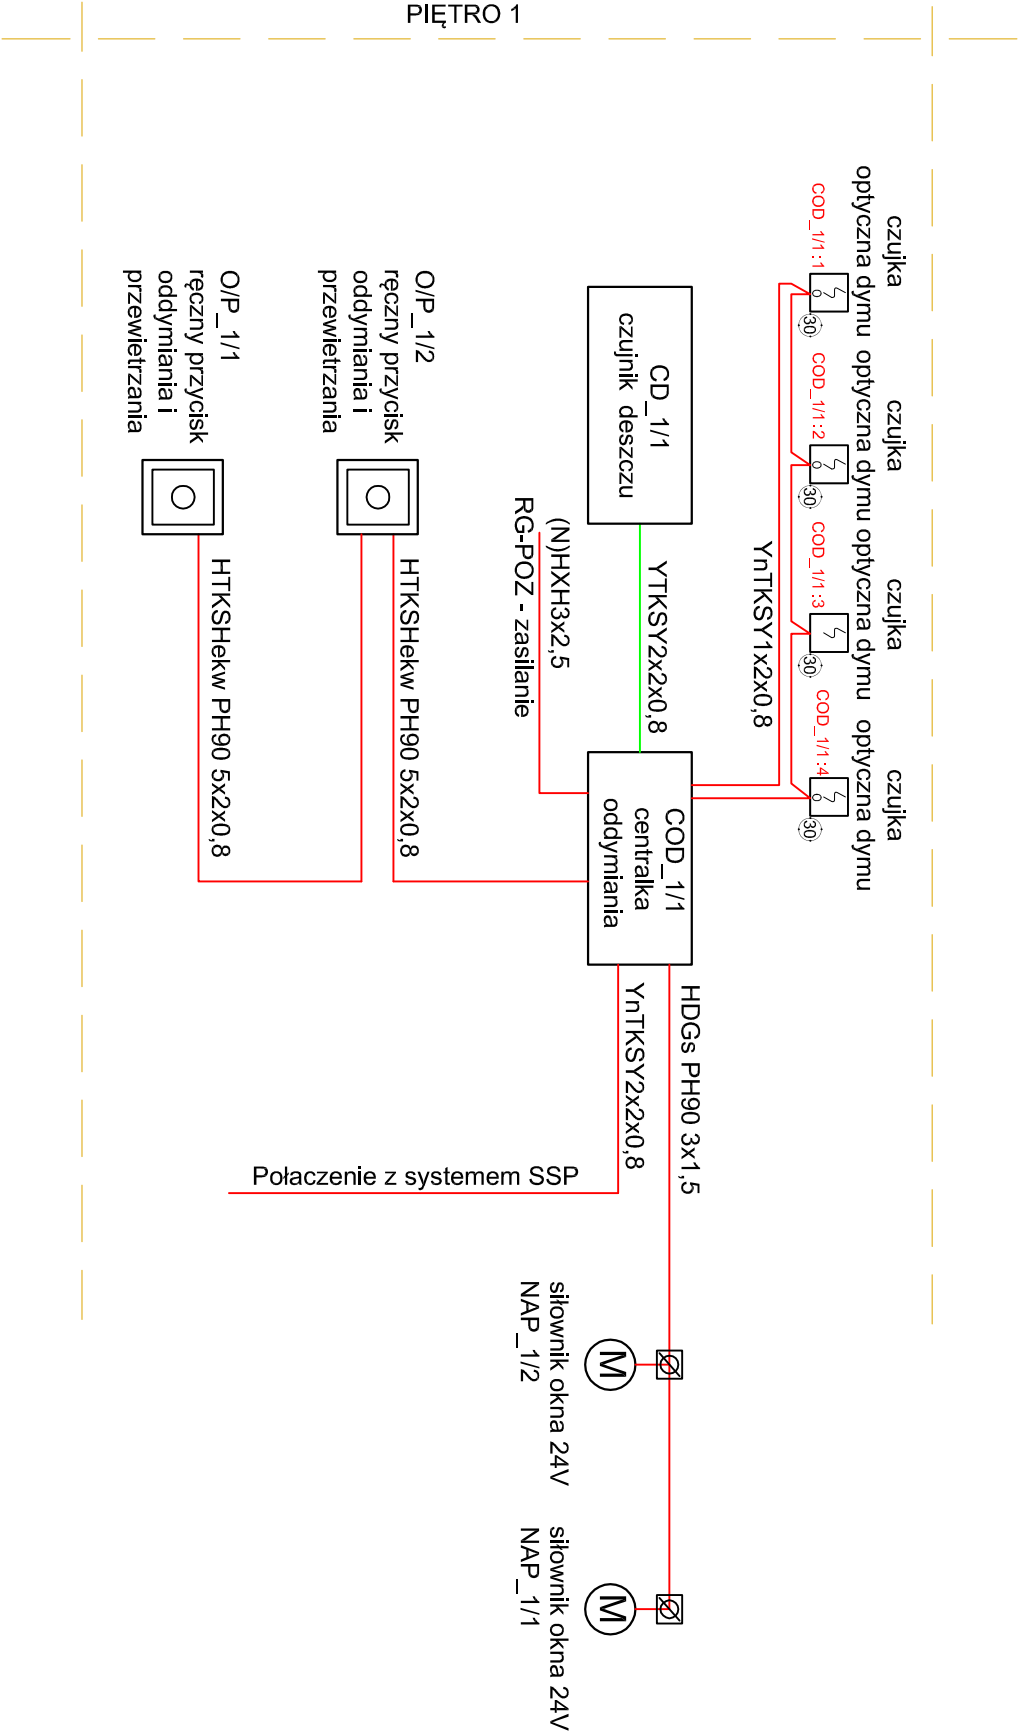 PIĘTRO 1
czujka
optyczna dymu
COD_1/1:1
30
czujka
optyczna dymu
COD_1/1:2
30
czujka
optyczna dymu
COD_1/1:3
30
czujka
optyczna dymu
COD_1/1:4
30
YnTKSY1x2x0,8
CD_1/1
czujnik deszczu
YTKSY2x2x0,8
(N)HXH3x2,5
RG-POZ - zasilanie
COD_1/1
centralka
oddymiania
O/P_1/2
ręczny przycisk
oddymiania i
przewietrzania
HTKSHekw PH90 5x2x0,8
O/P_1/1
ręczny przycisk
oddymiania i
przewietrzania
HTKSHekw PH90 5x2x0,8
HDGs PH90 3x1,5
YnTKSY2x2x0,8
Połaczenie z systemem SSP
siłownik okna 24V
NAP_1/2
M
siłownik okna 24V
NAP_1/1
M